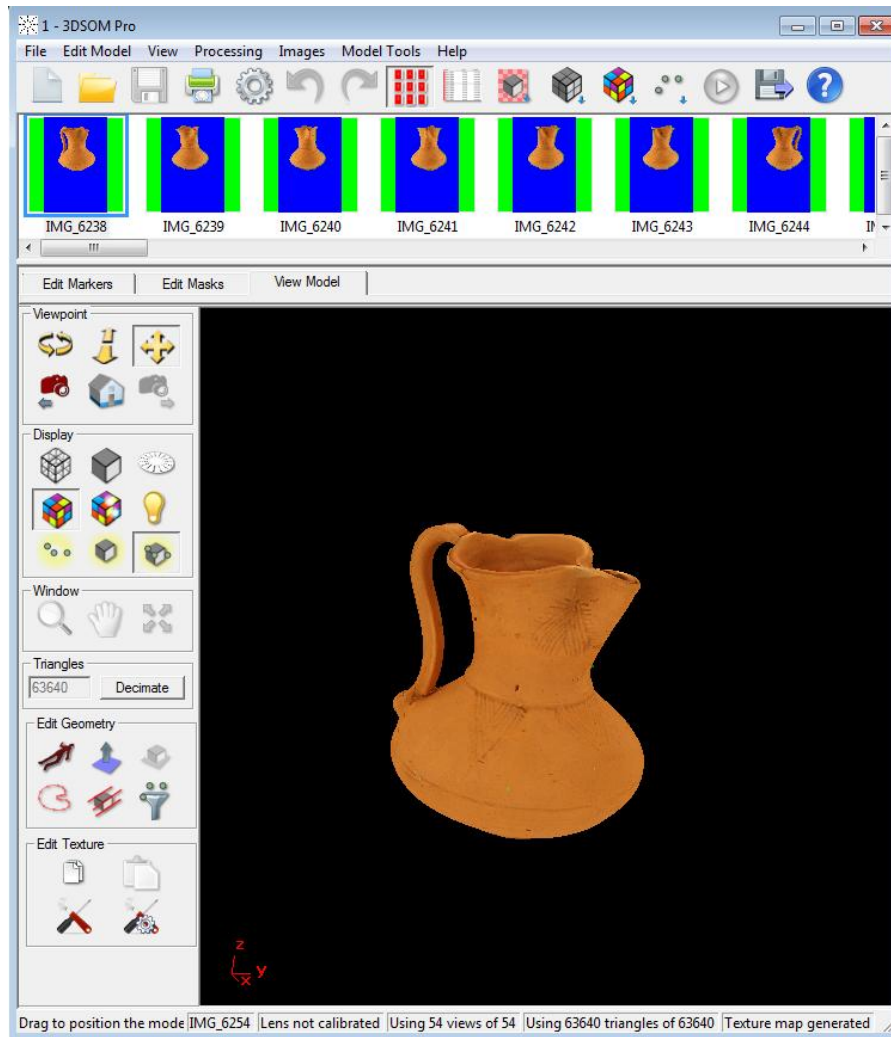 1 - 3DSOM Pro
File Edit Model View Processing Images Model Tools Help
IMG_6238 IMG_6239 IMG_6240 IMG_6241 IMG_6242 IMG_6243 IMG_6244
Edit Markers Edit Masks View Model
Viewpoint
Display
Window
Triangles
63640 Decimate
Edit Geometry
Edit Texture
z
y
x
Drag to position the mode IMG_6254 Lens not calibrated Using 54 views of 54 Using 63640 triangles of 63640 Texture map generated